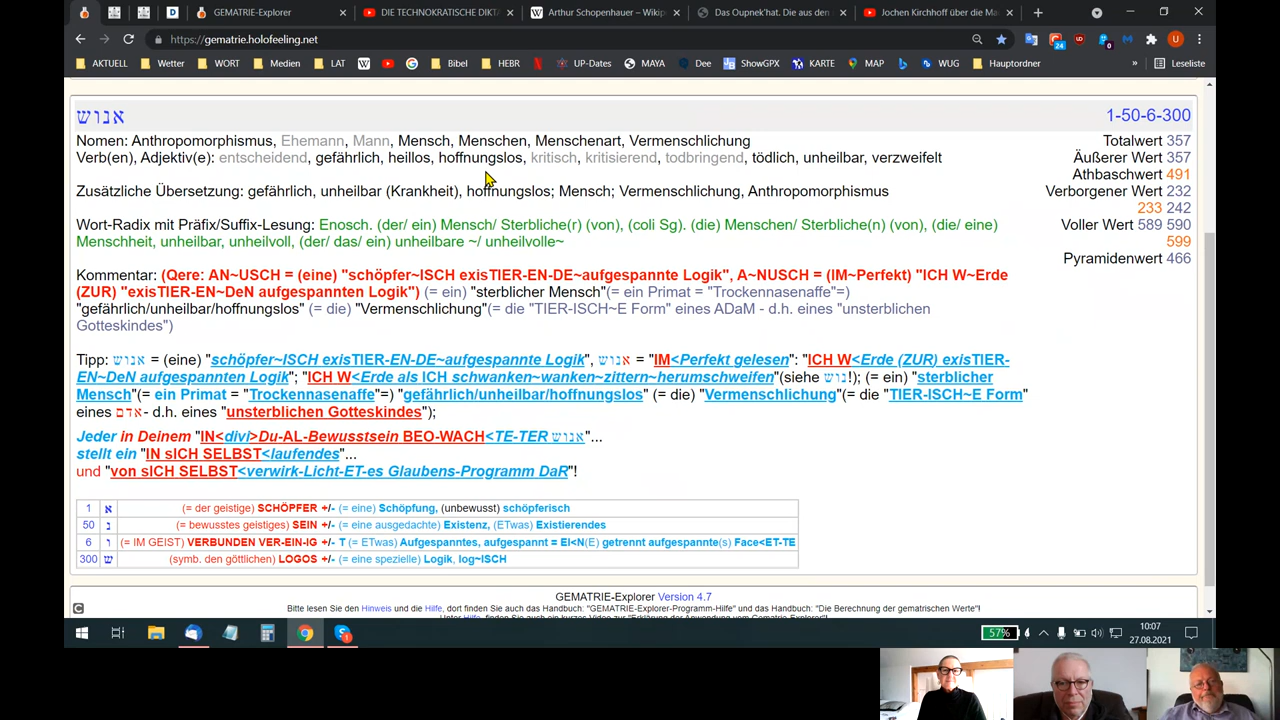 GEMATRIE-Explorer
DIE TECHNOKRATISCHE DIKT
Arthur Schopenhauer – Wikip
Das Oupnek'hat. Die aus den
Jochen Kirchhoff über die Ma
https://gematrie.holofeeling.net
AKTUELL Wetter WORT Medien LAT Bibel HEBR UP-Dates MAYA Dee ShowGPX KARTE MAP WUG Hauptordner » Leseliste
אנוש 1-50-6-300
Nomen: Anthropomorphismus, Ehemann, Mann, Mensch, Menschen, Menschenart, Vermenschlichung Totalwert 357
Verb(en), Adjektiv(e): entscheidend, gefährlich, heillos, hoffnungslos, kritisch, kritisierend, todbringend, tödlich, unheilbar, verzweifelt Äußerer Wert 357
Athbaschwert 491
Zusätzliche Übersetzung: gefährlich, unheilbar (Krankheit), hoffnungslos; Mensch; Vermenschlichung, Anthropomorphismus Verborgener Wert 232
233 242
Wort-Radix mit Präfix/Suffix-Lesung: Enosch. (der/ ein) Mensch/ Sterbliche(r) (von), (coli Sg). (die) Menschen/ Sterbliche(n) (von), (die/ eine) Voller Wert 589 590
Menschheit, unheilbar, unheilvoll, (der/ das/ ein) unheilbare ~/ unheilvolle~ 599
Pyramidenwert 466
Kommentar: (Qere: AN~USCH = (eine) "schöpfer~ISCH exisTIER-EN-DE~aufgespannte Logik", A~NUSCH = (IM~Perfekt) "ICH W~Erde
(ZUR) "exisTIER-EN~DeN aufgespannten Logik") (= ein) "sterblicher Mensch"(= ein Primat = "Trockennasenaffe"=)
"gefährlich/unheilbar/hoffnungslos" (= die) "Vermenschlichung"(= die "TIER-ISCH~E Form" eines ADaM - d.h. eines "unsterblichen
Gotteskindes")
Tipp: אנוש = (eine) "schöpfer~ISCH exisTIER-EN-DE~aufgespannte Logik", אנוש = "IM<Perfekt gelesen": "ICH W<Erde (ZUR) exisTIER-
EN~DeN aufgespannten Logik"; "ICH W<Erde als ICH schwanken~wanken~zittern~herumschweifen"(siehe נוש!); (= ein) "sterblicher
Mensch"(= ein Primat = "Trockennasenaffe"=) "gefährlich/unheilbar/hoffnungslos" (= die) "Vermenschlichung"(= die "TIER-ISCH~E Form"
eines אדם- d.h. eines "unsterblichen Gotteskindes");
Jeder in Deinem "IN<divi>Du-AL-Bewusstsein BEO-WACH<TE-TER אנוש"...
stellt ein "IN sICH SELBST<laufendes"...
und "von sICH SELBST<verwirk-Licht-ET-es Glaubens-Programm DaR"!
1 א (= der geistige) SCHÖPFER +/- (= eine) Schöpfung, (unbewusst) schöpferisch
50 נ (= bewusstes geistiges) SEIN +/- (= eine ausgedachte) Existenz, (ETwas) Existierendes
6 ו (= IM GEIST) VERBUNDEN VER-EIN-IG +/- T (= ETwas) Aufgespanntes, aufgespannt = EI<N(E) getrennt aufgespannte(s) Face<ET-TE
300 ש (symb. den göttlichen) LOGOS +/- (= eine spezielle) Logik, log~ISCH
GEMATRIE-Explorer Version 4.7
Bitte lesen Sie den Hinweis und die Hilfe, dort finden Sie auch das Handbuch: "GEMATRIE-Explorer-Programm-Hilfe" und das Handbuch: "Die Berechnung der gematrischen Werte"!
57%
10:07
27.08.2021